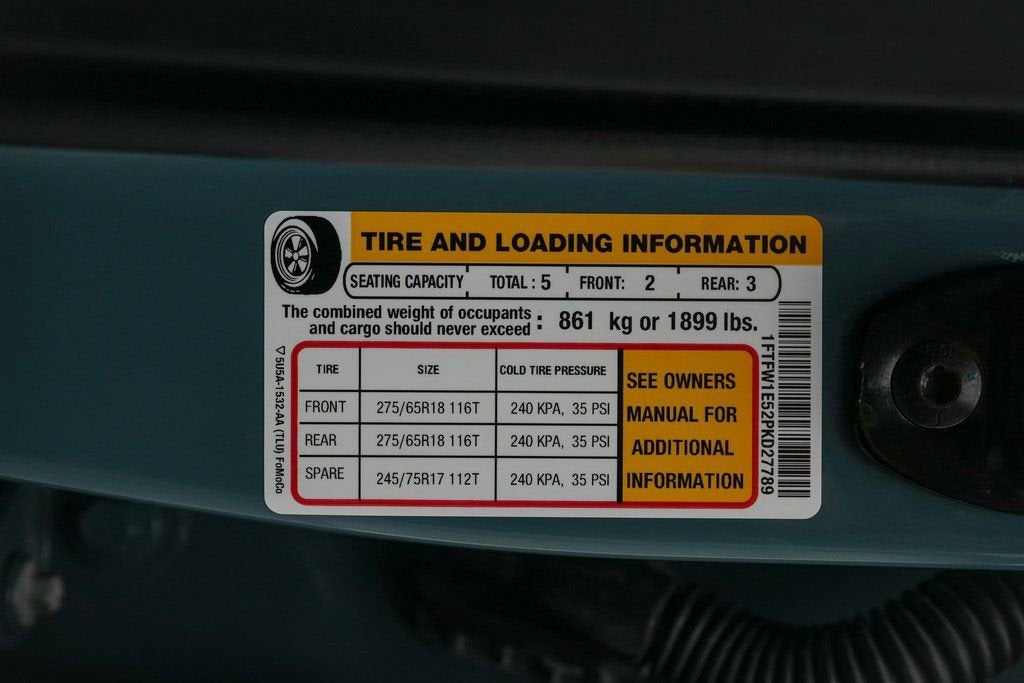 TIRE AND LOADING INFORMATION
SEATING CAPACITY TOTAL : 5 FRONT: 2 REAR: 3
The combined weight of occupants
and cargo should never exceed : 861 kg or 1899 lbs.
TIRE SIZE COLD TIRE PRESSURE
FRONT 275/65R18 116T 240 KPA, 35 PSI
REAR 275/65R18 116T 240 KPA, 35 PSI
SPARE 245/75R17 112T 240 KPA, 35 PSI
SEE OWNERS
MANUAL FOR
ADDITIONAL
INFORMATION
5U5A-1532-AA (TLU) FoMoCo
1FTFW1E52PKD27789